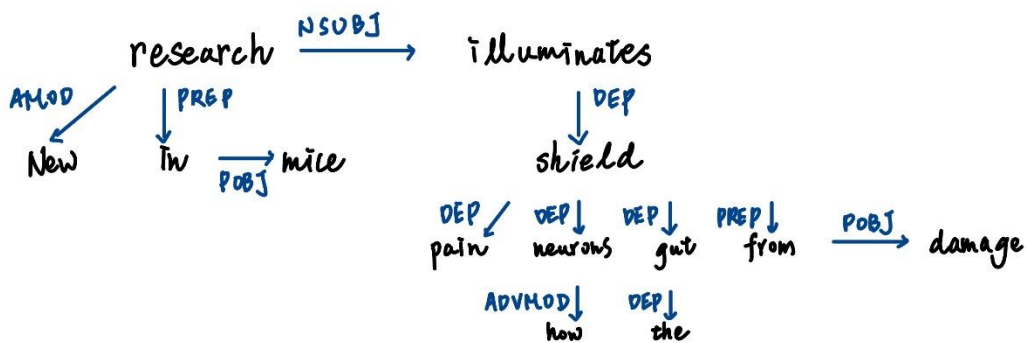 research NSUBJ illuminates
AMOD PREP DEP
New in POBJ mice shield
DEP DEP DEP PREP POBJ
pain neurons gut from damage
ADVMOD DEP
how the